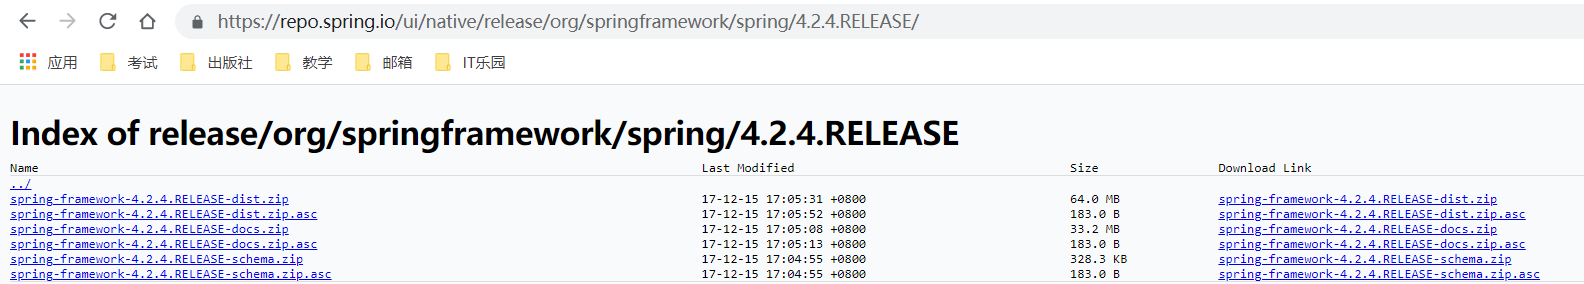 https://repo.spring.io/ui/native/release/org/springframework/spring/4.2.4.RELEASE/
应用 考试 出版社 教学 邮箱 IT乐园
Index of release/org/springframework/spring/4.2.4.RELEASE
Name Last Modified Size Download Link
../
spring-framework-4.2.4.RELEASE-dist.zip 17-12-15 17:05:31 +0800 64.0 MB spring-framework-4.2.4.RELEASE-dist.zip
spring-framework-4.2.4.RELEASE-dist.zip.asc 17-12-15 17:05:52 +0800 183.0 B spring-framework-4.2.4.RELEASE-dist.zip.asc
spring-framework-4.2.4.RELEASE-docs.zip 17-12-15 17:05:08 +0800 33.2 MB spring-framework-4.2.4.RELEASE-docs.zip
spring-framework-4.2.4.RELEASE-docs.zip.asc 17-12-15 17:05:13 +0800 183.0 B spring-framework-4.2.4.RELEASE-docs.zip.asc
spring-framework-4.2.4.RELEASE-schema.zip 17-12-15 17:04:55 +0800 328.3 KB spring-framework-4.2.4.RELEASE-schema.zip
spring-framework-4.2.4.RELEASE-schema.zip.asc 17-12-15 17:04:55 +0800 183.0 B spring-framework-4.2.4.RELEASE-schema.zip.asc